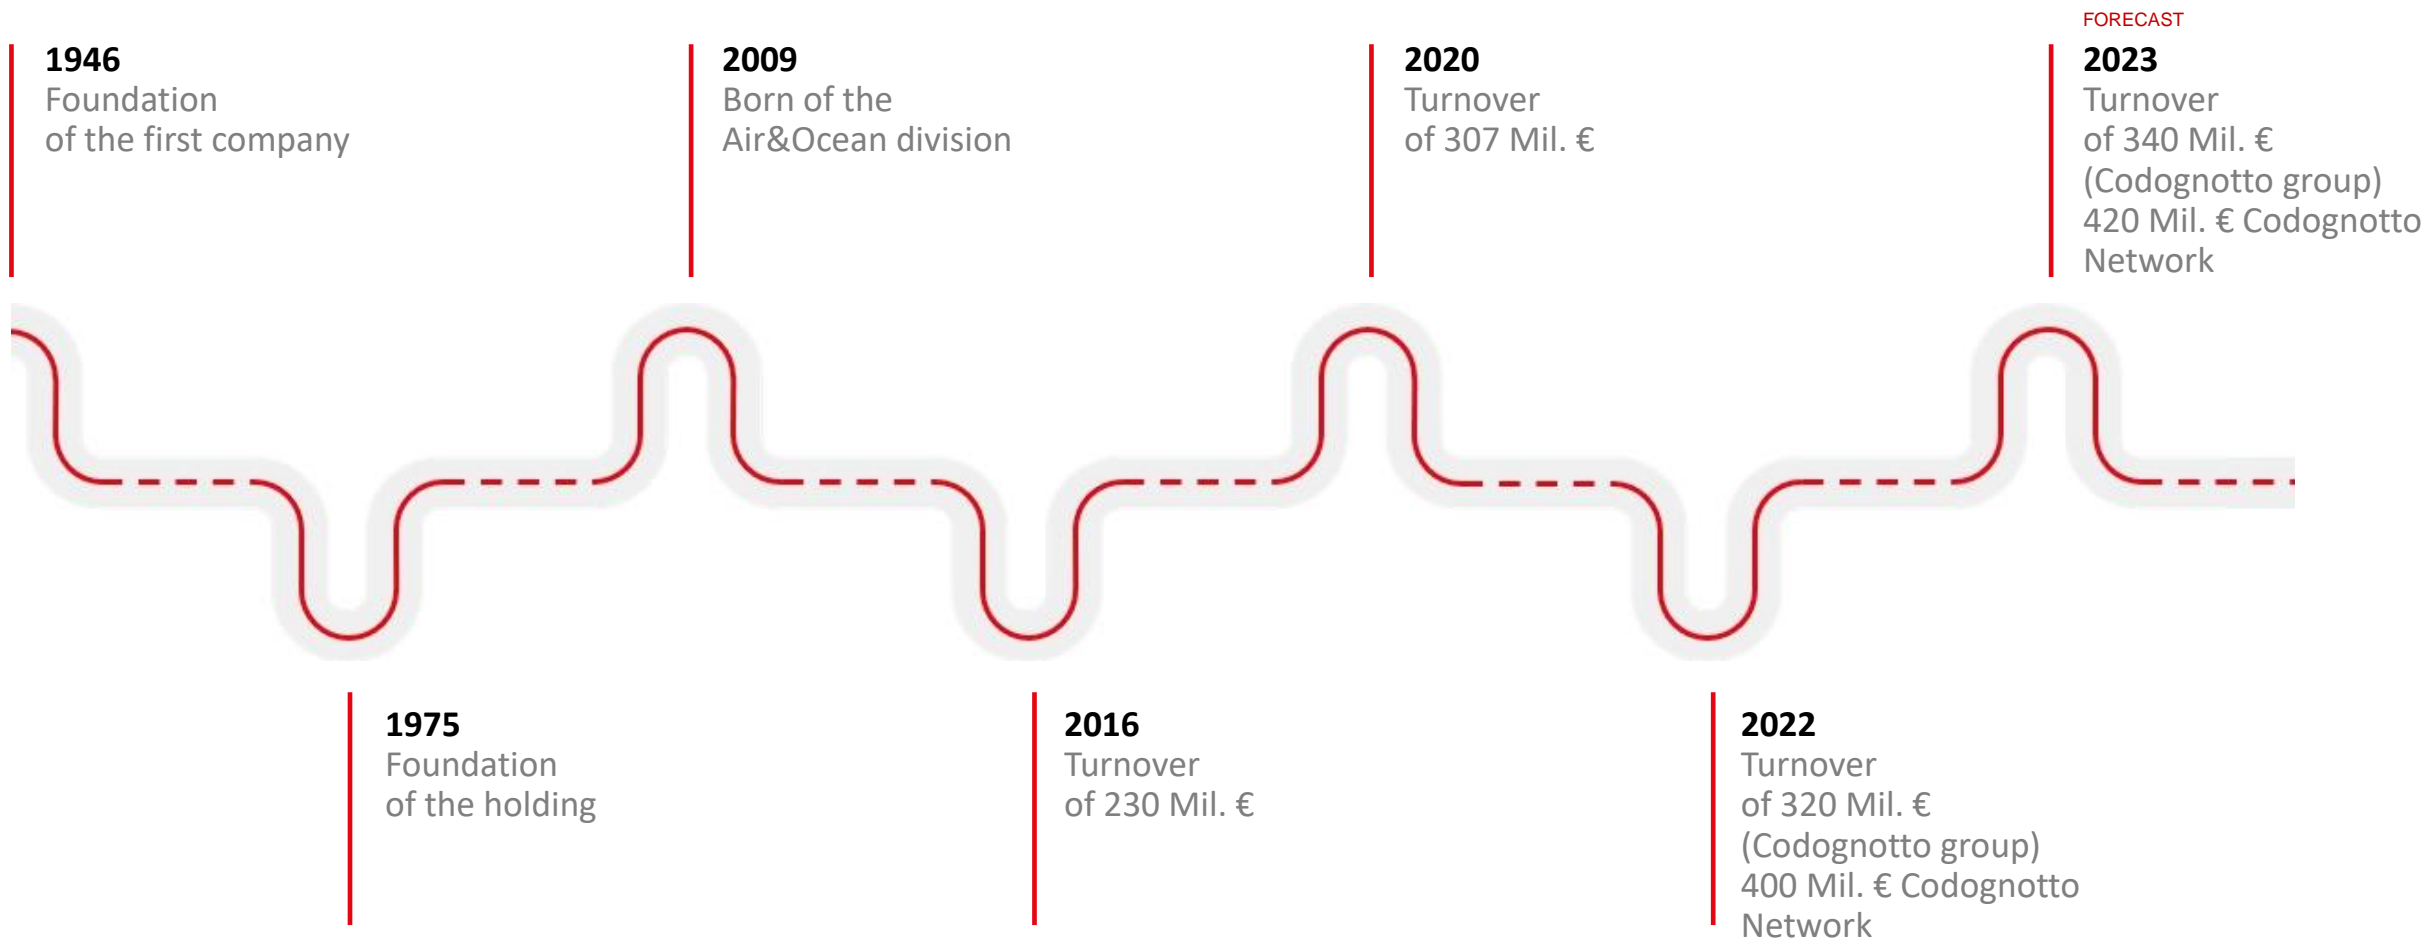 1946
Foundation
of the first company
1975
Foundation
of the holding
2009
Born of the
Air&Ocean division
2016
Turnover
of 230 Mil. €
2020
Turnover
of 307 Mil. €
2022
Turnover
of 320 Mil. €
(Codognotto group)
400 Mil. € Codognotto
Network
FORECAST
2023
Turnover
of 340 Mil. €
(Codognotto group)
420 Mil. € Codognotto
Network